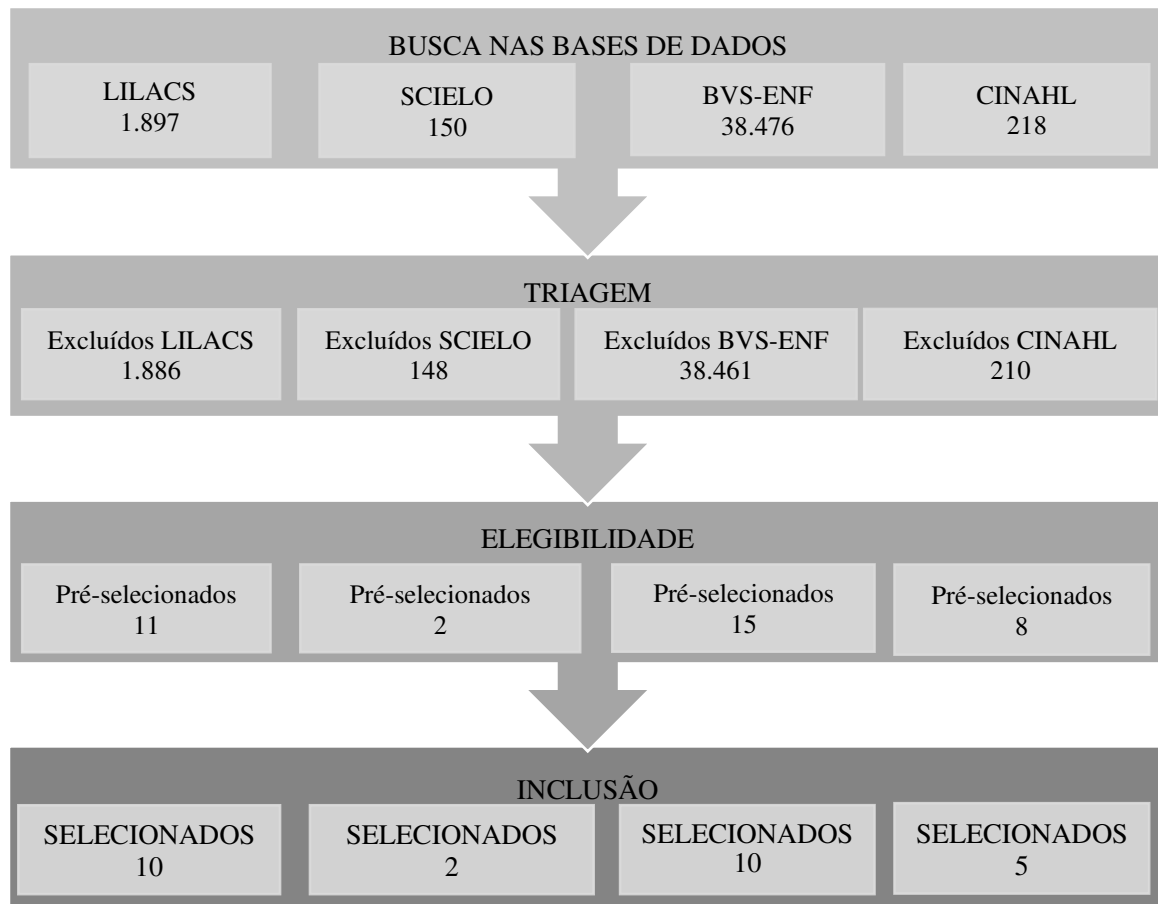 BUSCA NAS BASES DE DADOS
LILACS
1.897
SCIELO
150
BVS-ENF
38.476
CINAHL
218
TRIAGEM
Excluídos LILACS
1.886
Excluídos SCIELO
148
Excluídos BVS-ENF
38.461
Excluídos CINAHL
210
ELEGIBILIDADE
Pré-selecionados
11
Pré-selecionados
2
Pré-selecionados
15
Pré-selecionados
8
INCLUSÃO
SELECIONADOS
10
SELECIONADOS
2
SELECIONADOS
10
SELECIONADOS
5